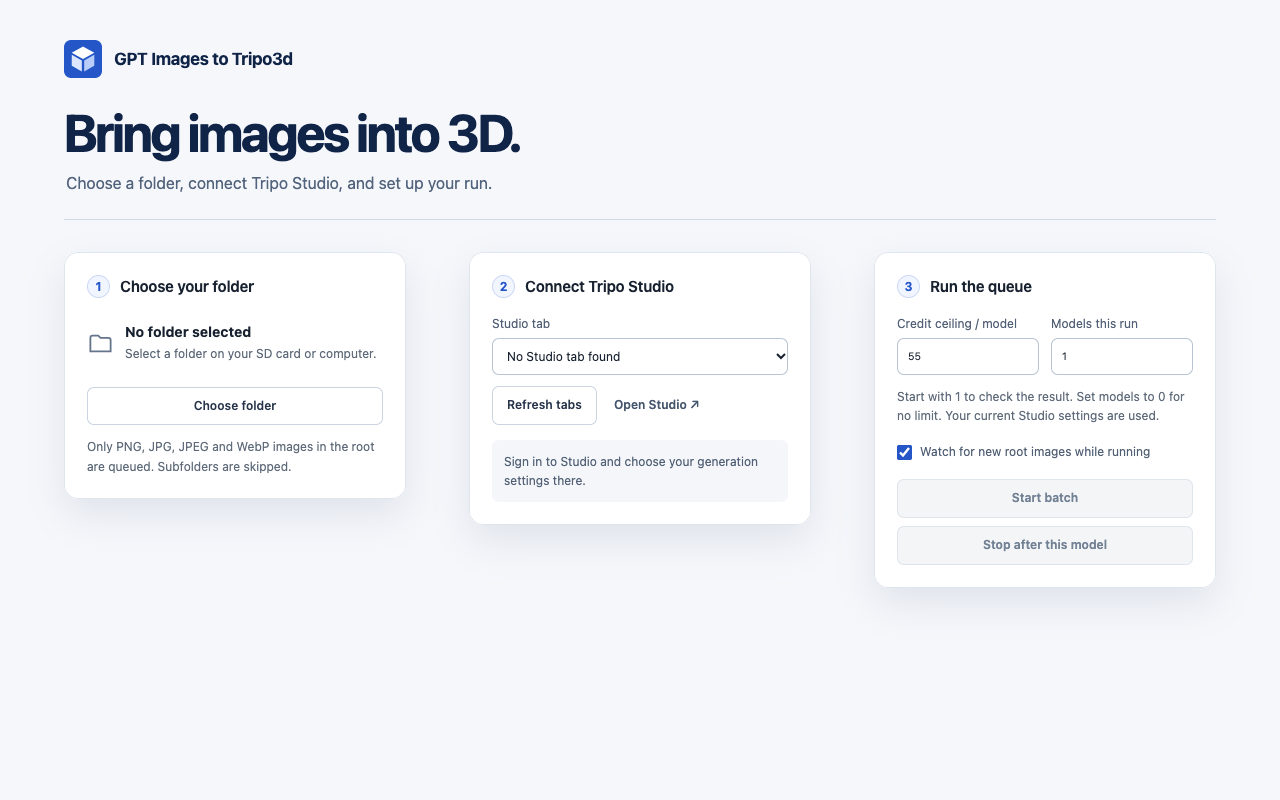 GPT Images to Tripo3d
Bring images into 3D.
Choose a folder, connect Tripo Studio, and set up your run.
1 Choose your folder
No folder selected
Select a folder on your SD card or computer.
Choose folder
Only PNG, JPG, JPEG and WebP images in the root
are queued. Subfolders are skipped.
2 Connect Tripo Studio
Studio tab
No Studio tab found
Refresh tabs Open Studio ↗
Sign in to Studio and choose your generation
settings there.
3 Run the queue
Credit ceiling / model Models this run
55 1
Start with 1 to check the result. Set models to 0 for
no limit. Your current Studio settings are used.
Watch for new root images while running
Start batch
Stop after this model